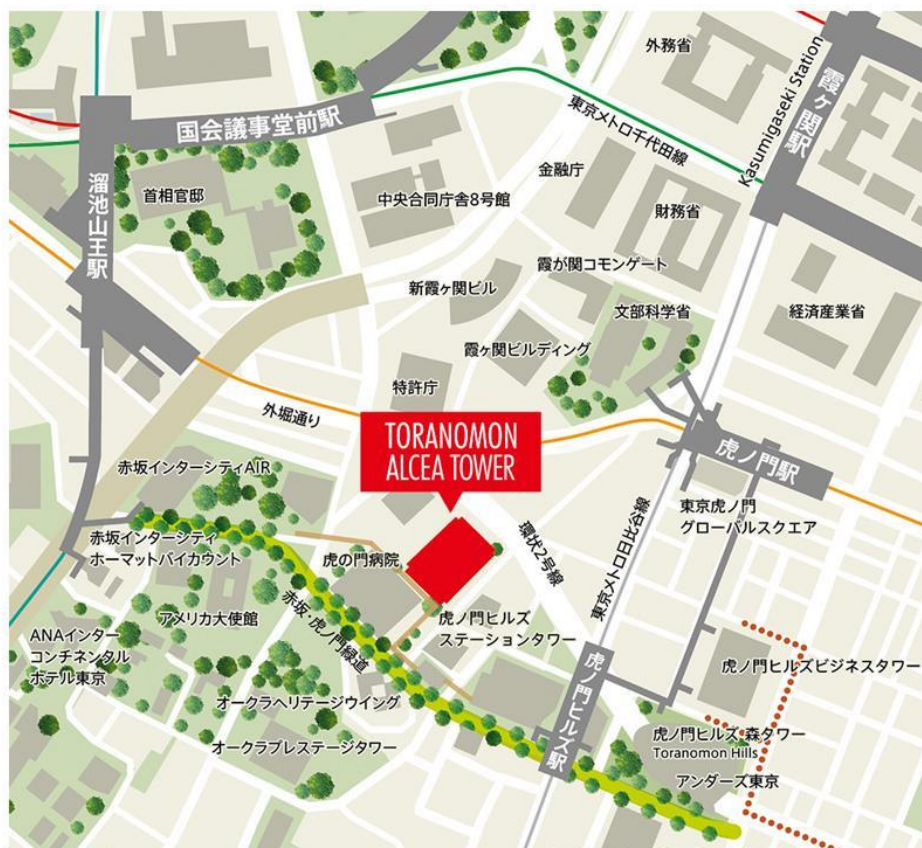 外務省
霞ヶ関駅
Kasumigaseki Station
国会議事堂前駅
東京メトロ千代田線
金融庁
首相官邸
中央合同庁舎8号館
財務省
溜池山王駅
霞が関コモンゲート
新霞ヶ関ビル
文部科学省
経済産業省
霞ヶ関ビルディング
特許庁
外堀通り
TORANOMON
ALCEA TOWER
虎ノ門駅
赤坂インターシティAIR
東京虎ノ門
グローバルスクエア
環状2号線
東京メトロ日比谷線
赤坂インターシティ
ホーマットバイカウント
虎の門病院
アメリカ大使館
赤坂・虎ノ門緑道
虎ノ門ヒルズ
ステーションタワー
ANAインター
コンチネンタル
ホテル東京
虎ノ門ヒルズビジネスタワー
オークラヘリテージウイング
虎ノ門ヒルズ駅
オークラプレステージタワー
虎ノ門ヒルズ 森タワー
Toranomon Hills
アンダーズ東京